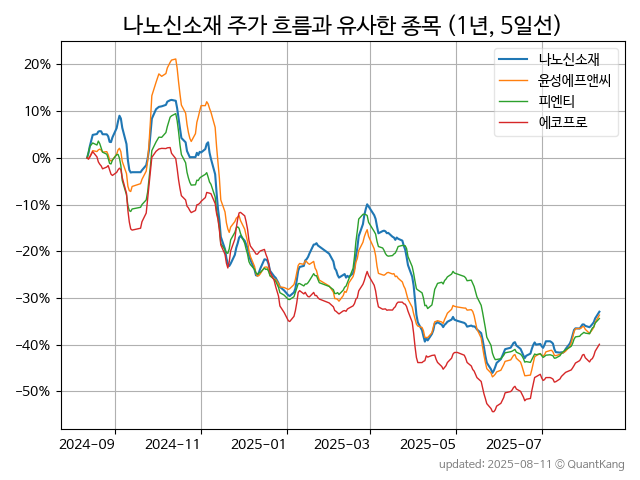 나노신소재 주가 흐름과 유사한 종목 (1년, 5일선)
나노신소재
윤성에프앤씨
피엔티
에코프로
20%
10%
0%
−10%
−20%
−30%
−40%
−50%
2024-09 2024-11 2025-01 2025-03 2025-05 2025-07
updated: 2025-08-11 © QuantKang